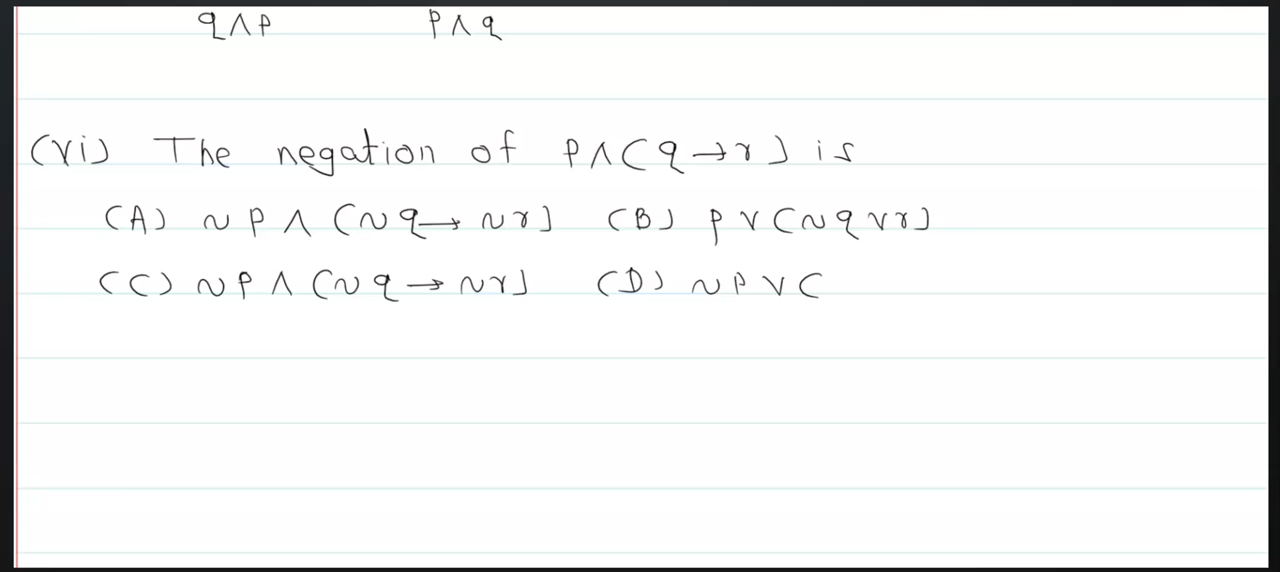 q∧p p∧q
(vi) The negation of p∧(q→r) is
(A) ~p∧(~q→~r) (B) p∨(~q∨r)
(C) ~p∧(~q→~r) (D) ~p∨(